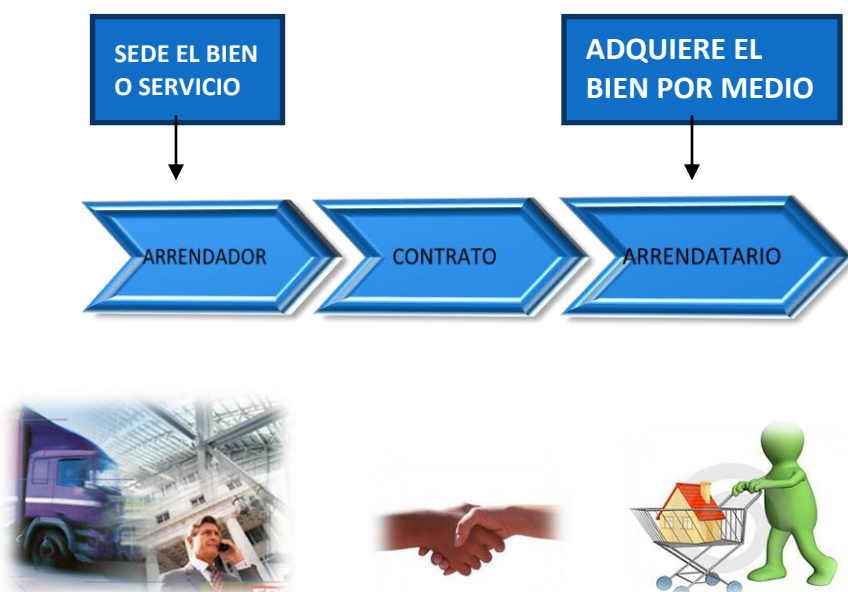 SEDE EL BIEN
O SERVICIO
ADQUIERE EL
BIEN POR MEDIO
ARRENDADOR
CONTRATO
ARRENDATARIO